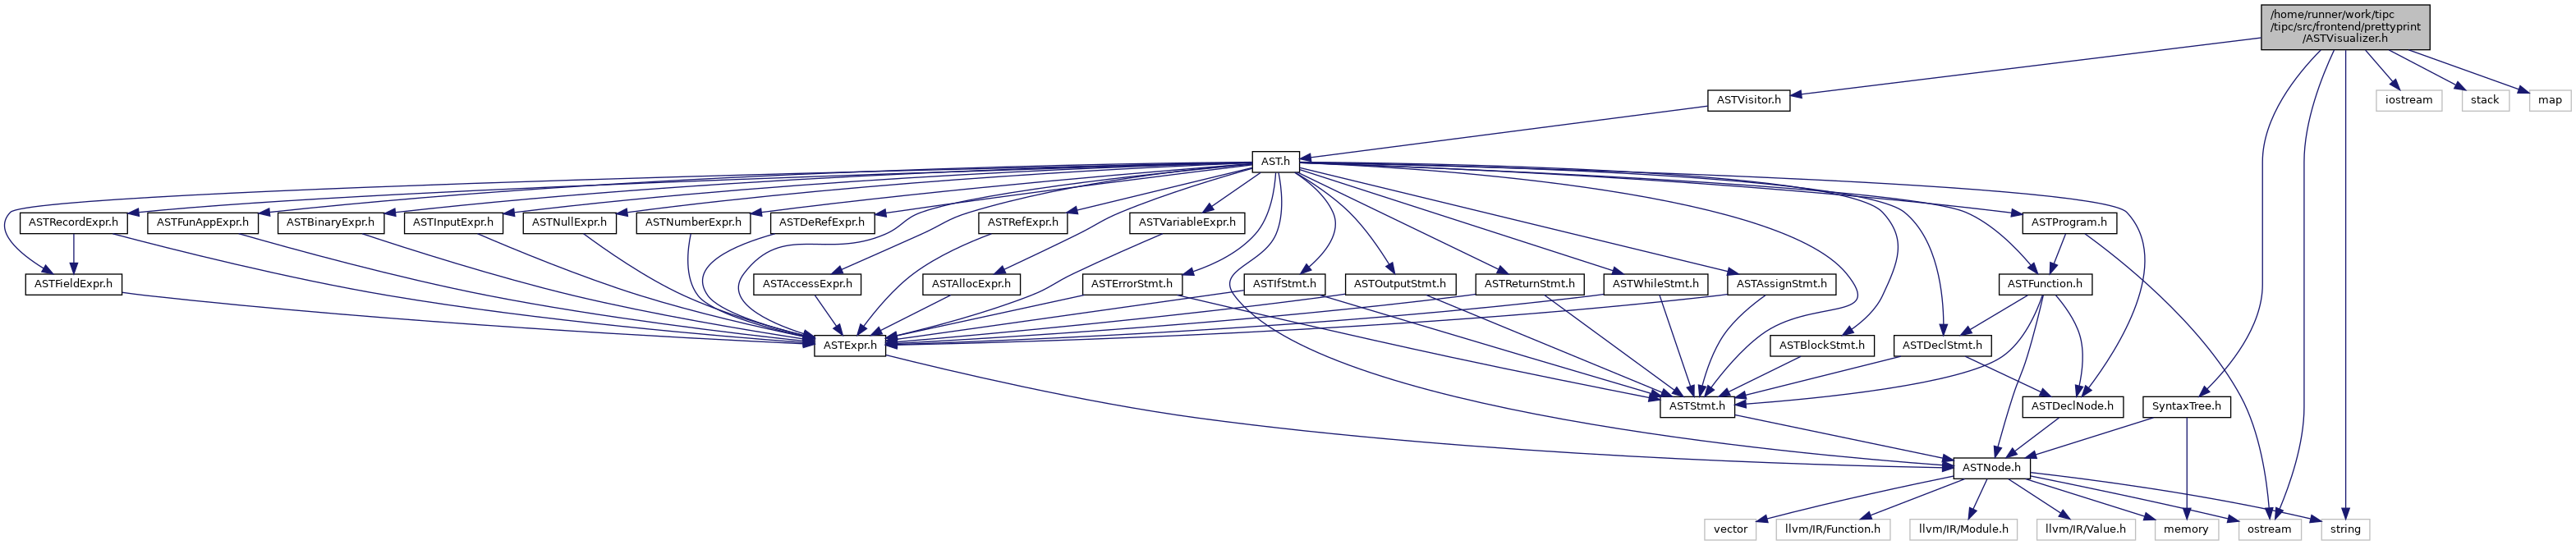 /home/runner/work/tipc
/tipc/src/frontend/prettyprint
/ASTVisualizer.h
ASTVisitor.h
iostream
stack
map
AST.h
ASTRecordExpr.h
ASTFunAppExpr.h
ASTBinaryExpr.h
ASTInputExpr.h
ASTNullExpr.h
ASTNumberExpr.h
ASTDeRefExpr.h
ASTRefExpr.h
ASTVariableExpr.h
ASTProgram.h
ASTFieldExpr.h
ASTAccessExpr.h
ASTAllocExpr.h
ASTErrorStmt.h
ASTIfStmt.h
ASTOutputStmt.h
ASTReturnStmt.h
ASTWhileStmt.h
ASTAssignStmt.h
ASTFunction.h
ASTExpr.h
ASTBlockStmt.h
ASTDeclStmt.h
ASTStmt.h
ASTDeclNode.h
SyntaxTree.h
ASTNode.h
vector
llvm/IR/Function.h
llvm/IR/Module.h
llvm/IR/Value.h
memory
ostream
string